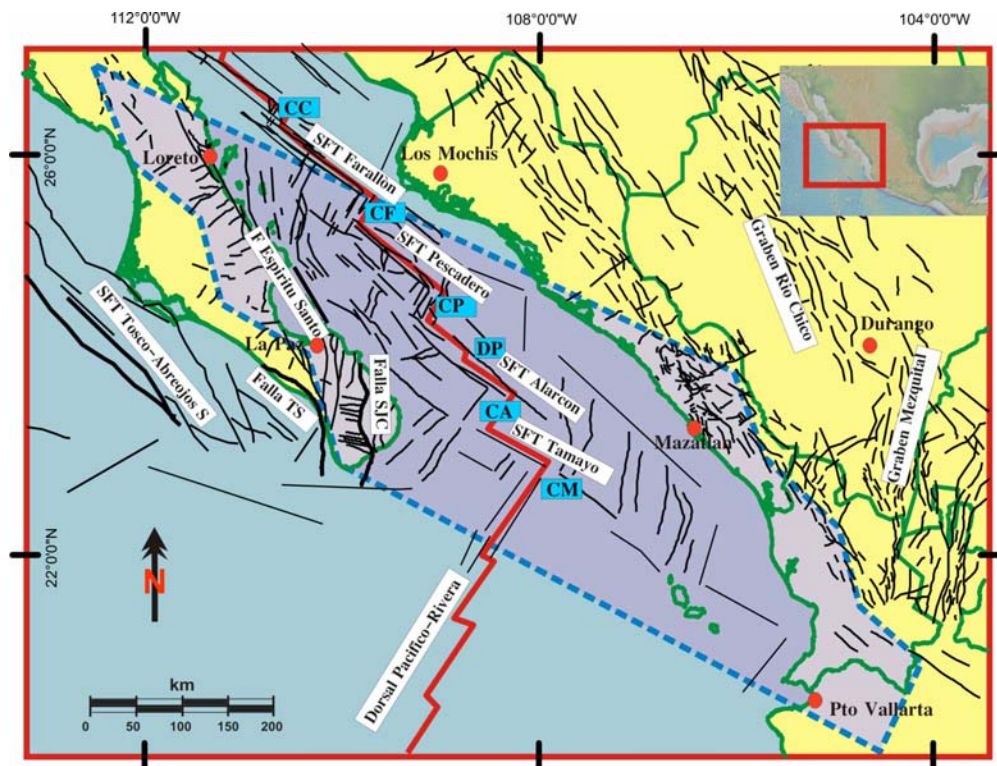 112°0'0"W
108°0'0"W
104°0'0"W
26°0'0"N
22°0'0"N
CC
SFT Farallon
Los Mochis
Loreto
CF
SFT Pescadero
F Espiritu Santo
CP
Graben Rio Chico
Durango
SFT Tosco-Abreojos S
La Paz
DP
SFT Alarcon
Falla TS
Falla SJC
CA
SFT Tamayo
Mazatlan
Graben Mezquital
CM
N
Dorsal Pacifico-Rivera
km
0 50 100 150 200
Pto Vallarta